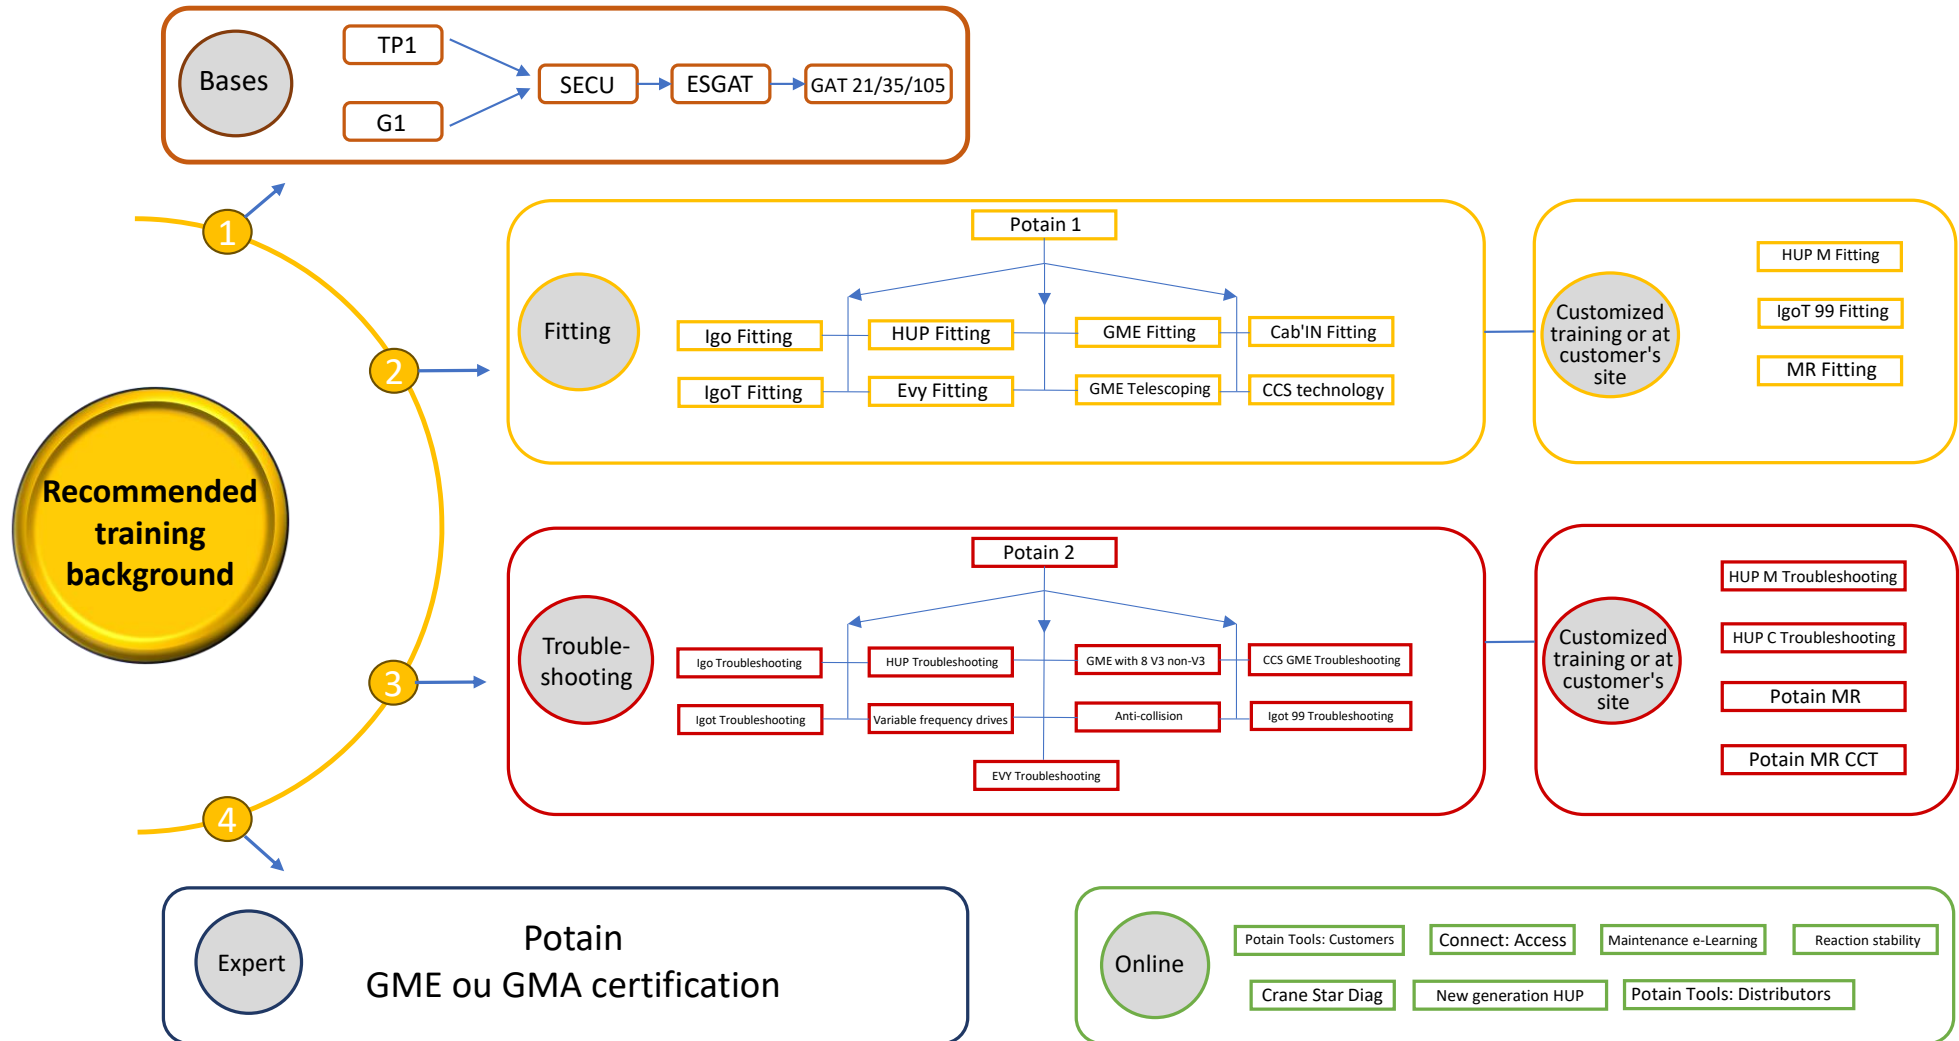 Bases
TP1
G1
SECU
ESGAT
GAT 21/35/105
1
2
3
4
Recommended
training
background
Fitting
Potain 1
Igo Fitting
HUP Fitting
GME Fitting
Cab'IN Fitting
IgoT Fitting
Evy Fitting
GME Telescoping
CCS technology
Customized
training or at
customer's
site
HUP M Fitting
IgoT 99 Fitting
MR Fitting
Trouble-
shooting
Potain 2
Igo Troubleshooting
HUP Troubleshooting
GME with 8 V3 non-V3
CCS GME Troubleshooting
Igot Troubleshooting
Variable frequency drives
Anti-collision
Igot 99 Troubleshooting
EVY Troubleshooting
Customized
training or at
customer's
site
HUP M Troubleshooting
HUP C Troubleshooting
Potain MR
Potain MR CCT
Expert
Potain
GME ou GMA certification
Online
Potain Tools: Customers
Connect: Access
Maintenance e-Learning
Reaction stability
Crane Star Diag
New generation HUP
Potain Tools: Distributors